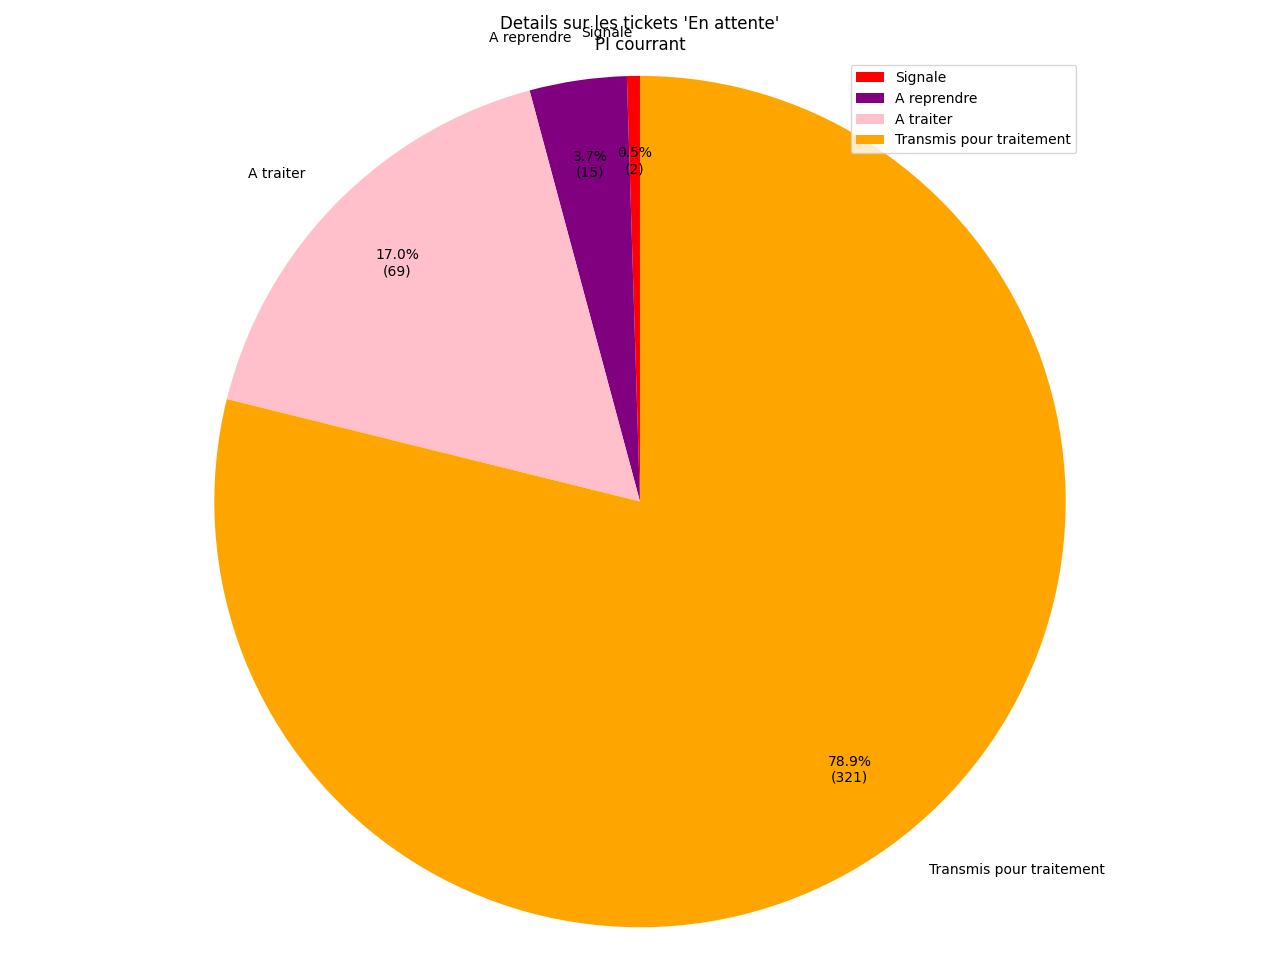 Details sur les tickets 'En attente'
PI courrant
Signale
A reprendre
A traiter
Transmis pour traitement
Signale
A reprendre
A traiter
Transmis pour traitement
0.5%
(2)
3.7%
(15)
17.0%
(69)
78.9%
(321)